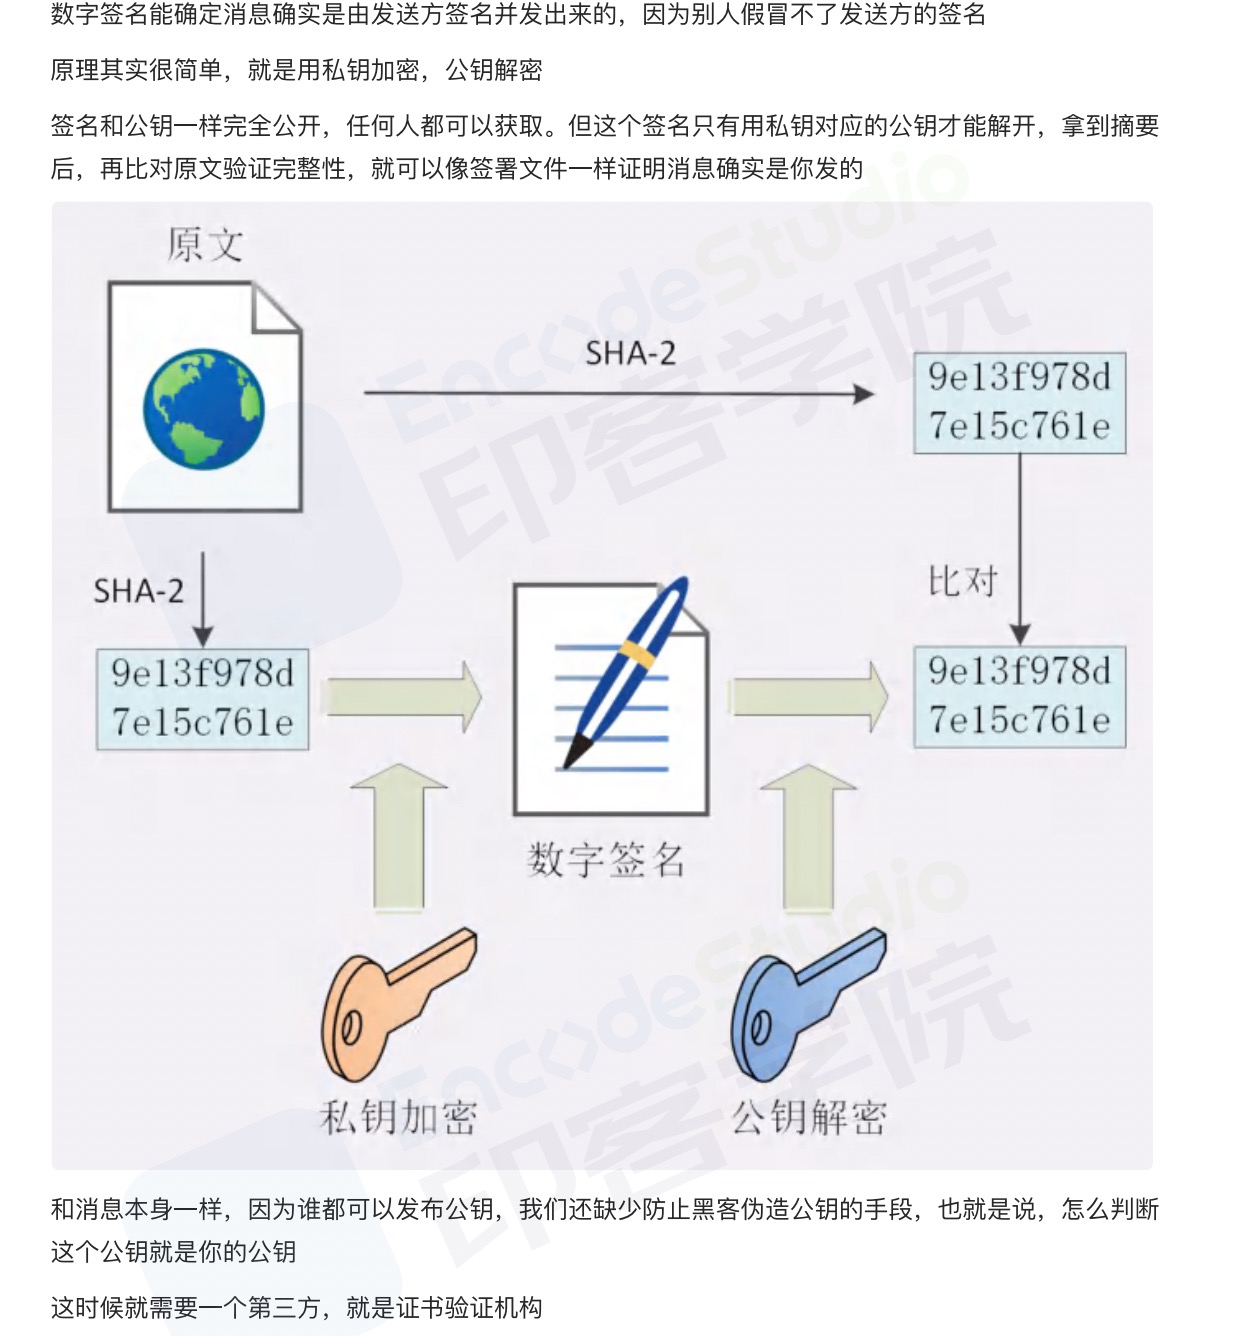 数字签名能确定消息确实是由发送方签名并发出来的，因为别人假冒不了发送方的签名
原理其实很简单，就是用私钥加密，公钥解密
签名和公钥一样完全公开，任何人都可以获取。但这个签名只有用私钥对应的公钥才能解开，拿到摘要
后，再比对原文验证完整性，就可以像签署文件一样证明消息确实是你发的
原文
SHA-2
9e13f978d
7e15c761e
SHA-2
比对
9e13f978d
7e15c761e
9e13f978d
7e15c761e
数字签名
私钥加密
公钥解密
EncodeStudio
印客学院
EncodeStudio
印客学院
和消息本身一样，因为谁都可以发布公钥，我们还缺少防止黑客伪造公钥的手段，也就是说，怎么判断
这个公钥就是你的公钥
这时候就需要一个第三方，就是证书验证机构